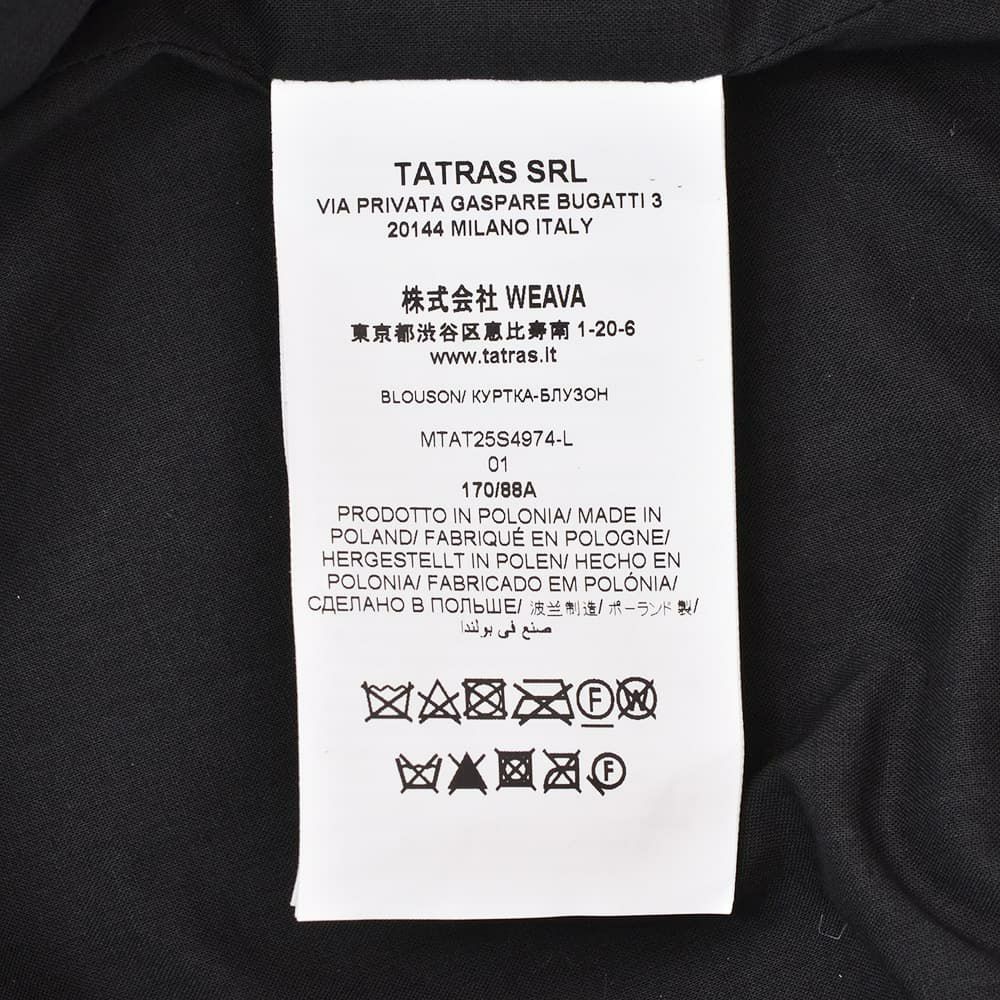 TATRAS SRL
VIA PRIVATA GASPARE BUGATTI 3
20144 MILANO ITALY
株式会社 WEAVA
東京都渋谷区恵比寿南 1-20-6
www.tatras.it
BLOUSON/ КУРТКА-БЛУЗОН
MTAT25S4974-L
01
170/88A
PRODOTTO IN POLONIA/ MADE IN
POLAND/ FABRIQUÉ EN POLOGNE/
HERGESTELLT IN POLEN/ HECHO EN
POLONIA/ FABRICADO EM POLÓNIA/
СДЕЛАНО В ПОЛЬШЕ/ 波兰制造/ ポーランド 製/
صنع في بولندا
F W
F